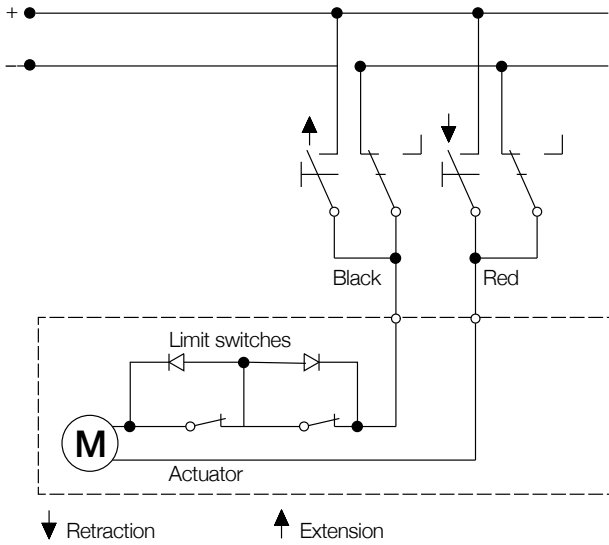 +
–
Black
Red
Limit switches
M
Actuator
Retraction
Extension